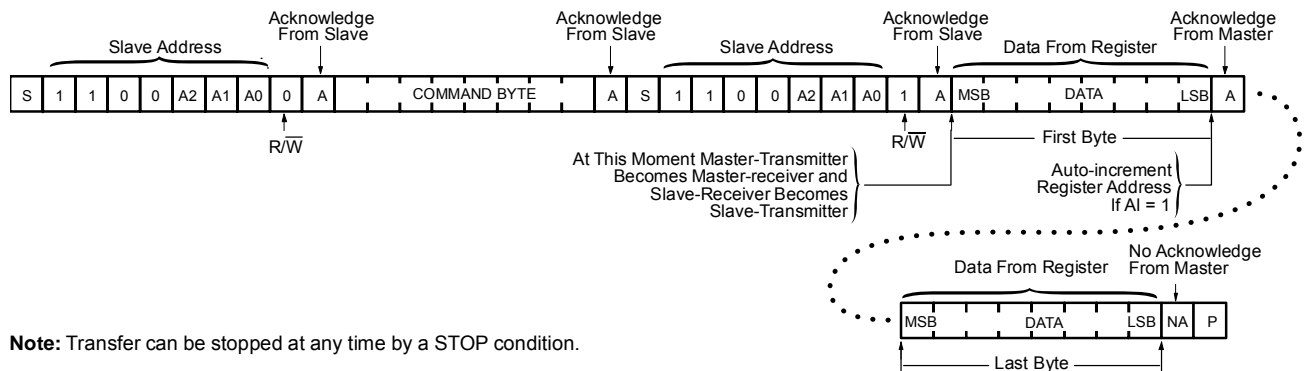 Acknowledge From Slave
Acknowledge From Slave
Acknowledge From Slave
Acknowledge From Master
Slave Address
Slave Address
Data From Register
S 1 1 0 0 A2 A1 A0 0 A COMMAND BYTE A S 1 1 0 0 A2 A1 A0 1 A MSB DATA LSB A
R/W̅
R/W̅
First Byte
At This Moment Master-Transmitter
Becomes Master-receiver and
Slave-Receiver Becomes
Slave-Transmitter
Auto-increment
Register Address
If AI = 1
Data From Register
No Acknowledge
From Master
MSB DATA LSB NA P
Last Byte
Note: Transfer can be stopped at any time by a STOP condition.